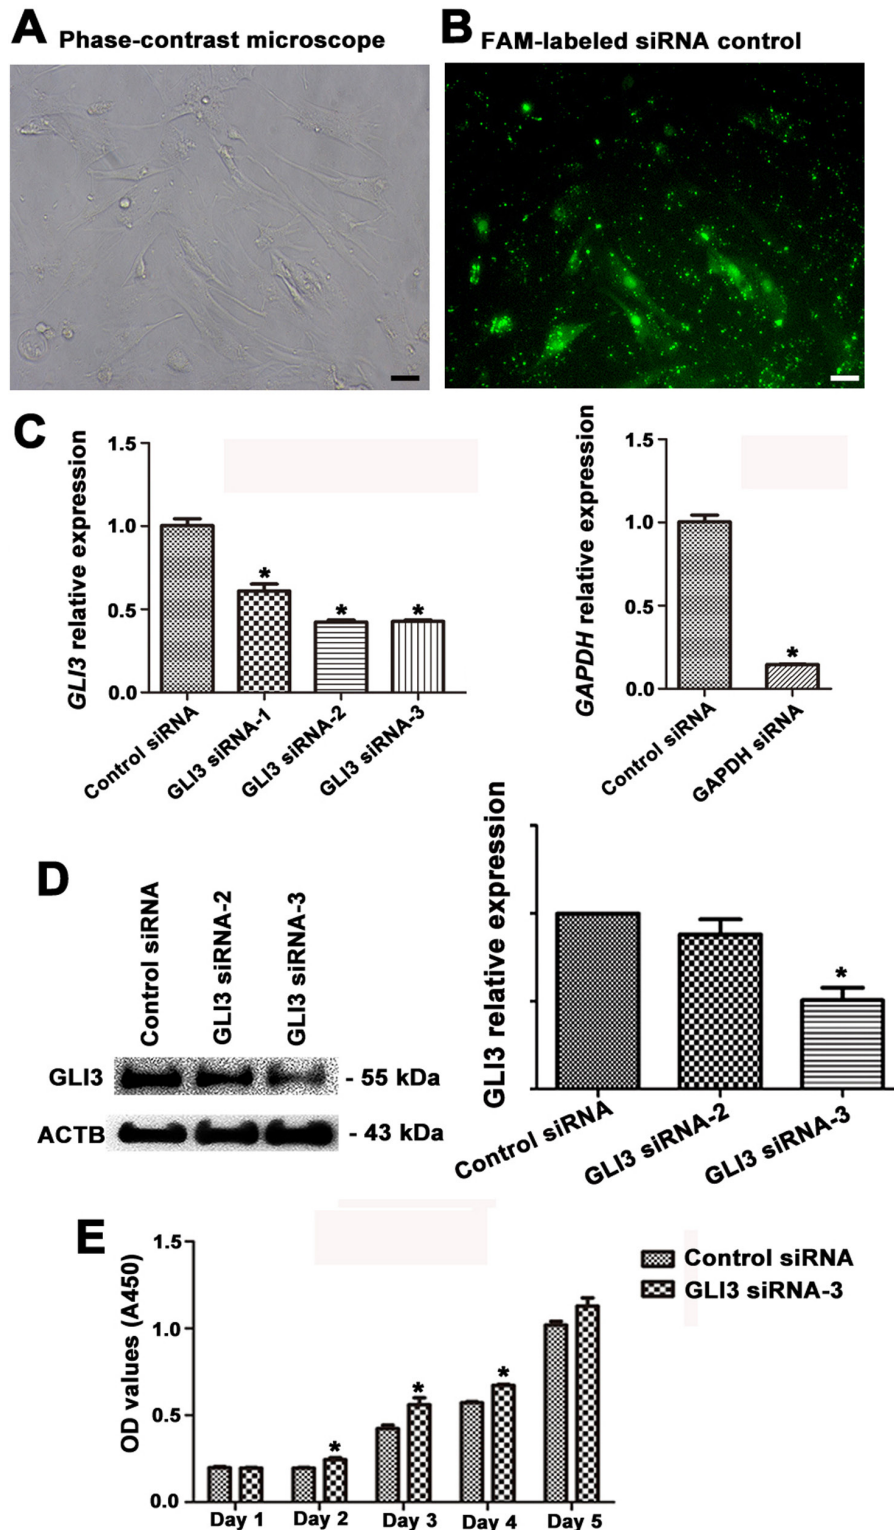 A Phase-contrast microscope
B FAM-labeled siRNA control
C
GLI3 relative expression
1.5
1.0
0.5
0.0
*
*
*
Control siRNA
GLI3 siRNA-1
GLI3 siRNA-2
GLI3 siRNA-3
GAPDH relative expression
1.5
1.0
0.5
0.0
*
Control siRNA
GAPDH siRNA
D
Control siRNA
GLI3 siRNA-2
GLI3 siRNA-3
GLI3
- 55 kDa
ACTB
- 43 kDa
GLI3 relative expression
*
Control siRNA
GLI3 siRNA-2
GLI3 siRNA-3
E
OD values (A450)
1.5
1.0
0.5
0.0
*
*
*
Day 1
Day 2
Day 3
Day 4
Day 5
Control siRNA
GLI3 siRNA-3